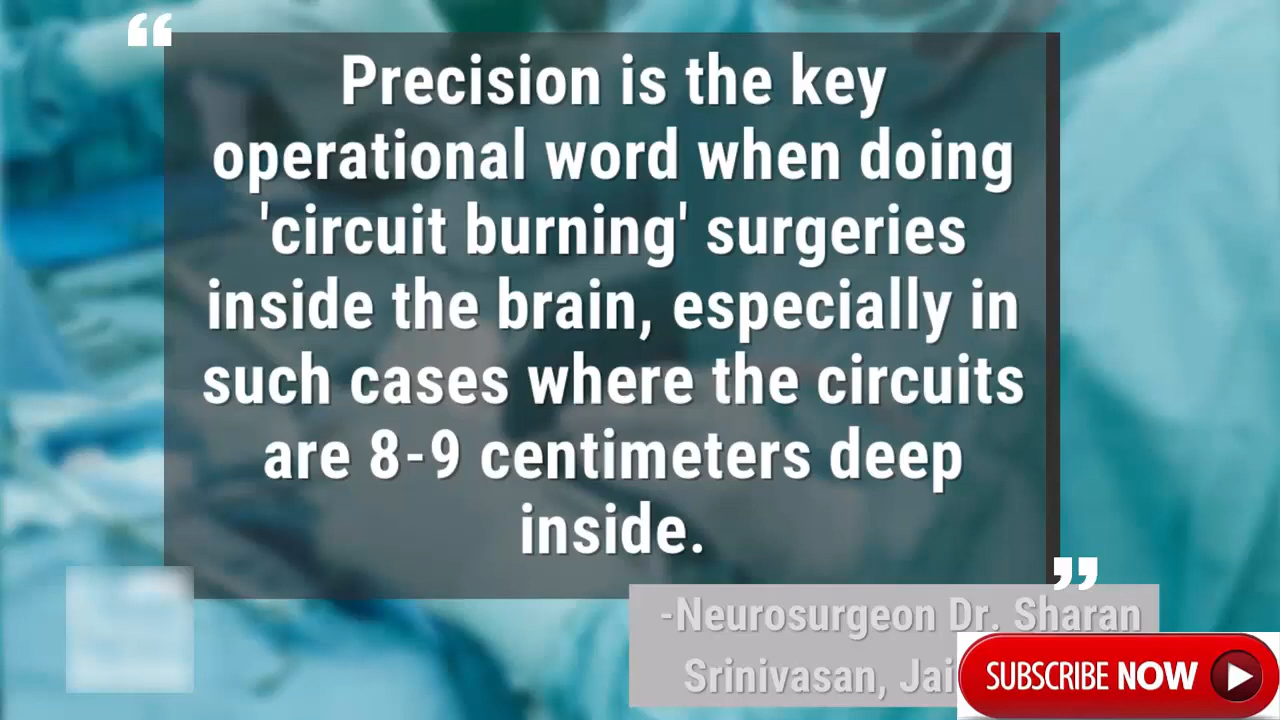 “
Precision is the key
operational word when doing
'circuit burning' surgeries
inside the brain, especially in
such cases where the circuits
are 8-9 centimeters deep
inside.
”
-Neurosurgeon Dr. Sharan
Srinivasan,
SUBSCRIBE NOW